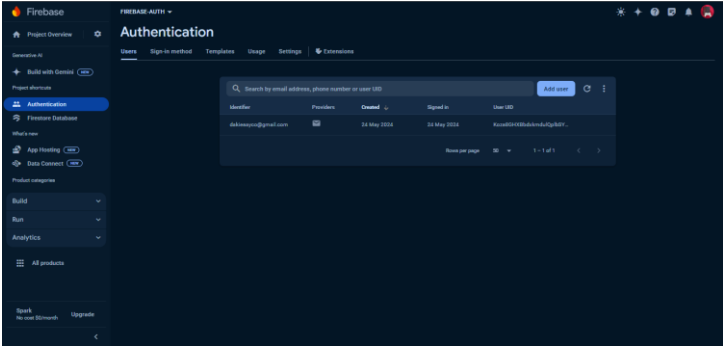 Firebase
FIREBASE-AUTH
Project Overview
Authentication
Users Sign-in method Templates Usage Settings Extensions
Generative AI
Build with Gemini NEW
Project shortcuts
Authentication
Firestore Database
What's new
App Hosting NEW
Data Connect NEW
Product categories
Build
Run
Analytics
All products
Spark
No cost $0/month
Upgrade
Search by email address, phone number or user UID
Add user
Identifier Providers Created Signed in User UID
24 May 2024 24 May 2024
Rows per page 50 1 – 1 of 1